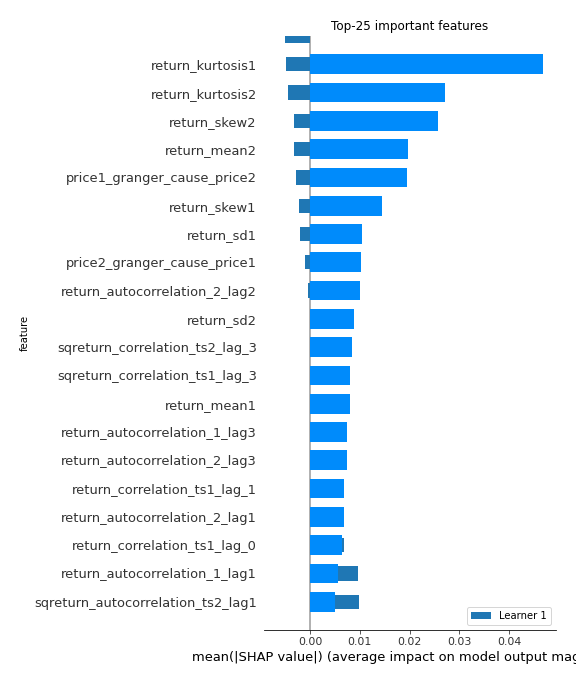 Top-25 important features
return_kurtosis1
return_kurtosis2
return_skew2
return_mean2
price1_granger_cause_price2
return_skew1
return_sd1
price2_granger_cause_price1
return_autocorrelation_2_lag2
return_sd2
feature
sqreturn_correlation_ts2_lag_3
sqreturn_correlation_ts1_lag_3
return_mean1
return_autocorrelation_1_lag3
return_autocorrelation_2_lag3
return_correlation_ts1_lag_1
return_autocorrelation_2_lag1
return_correlation_ts1_lag_0
return_autocorrelation_1_lag1
sqreturn_autocorrelation_ts2_lag1
Learner 1
0.00 0.01 0.02 0.03 0.04
mean(|SHAP value|) (average impact on model output mag